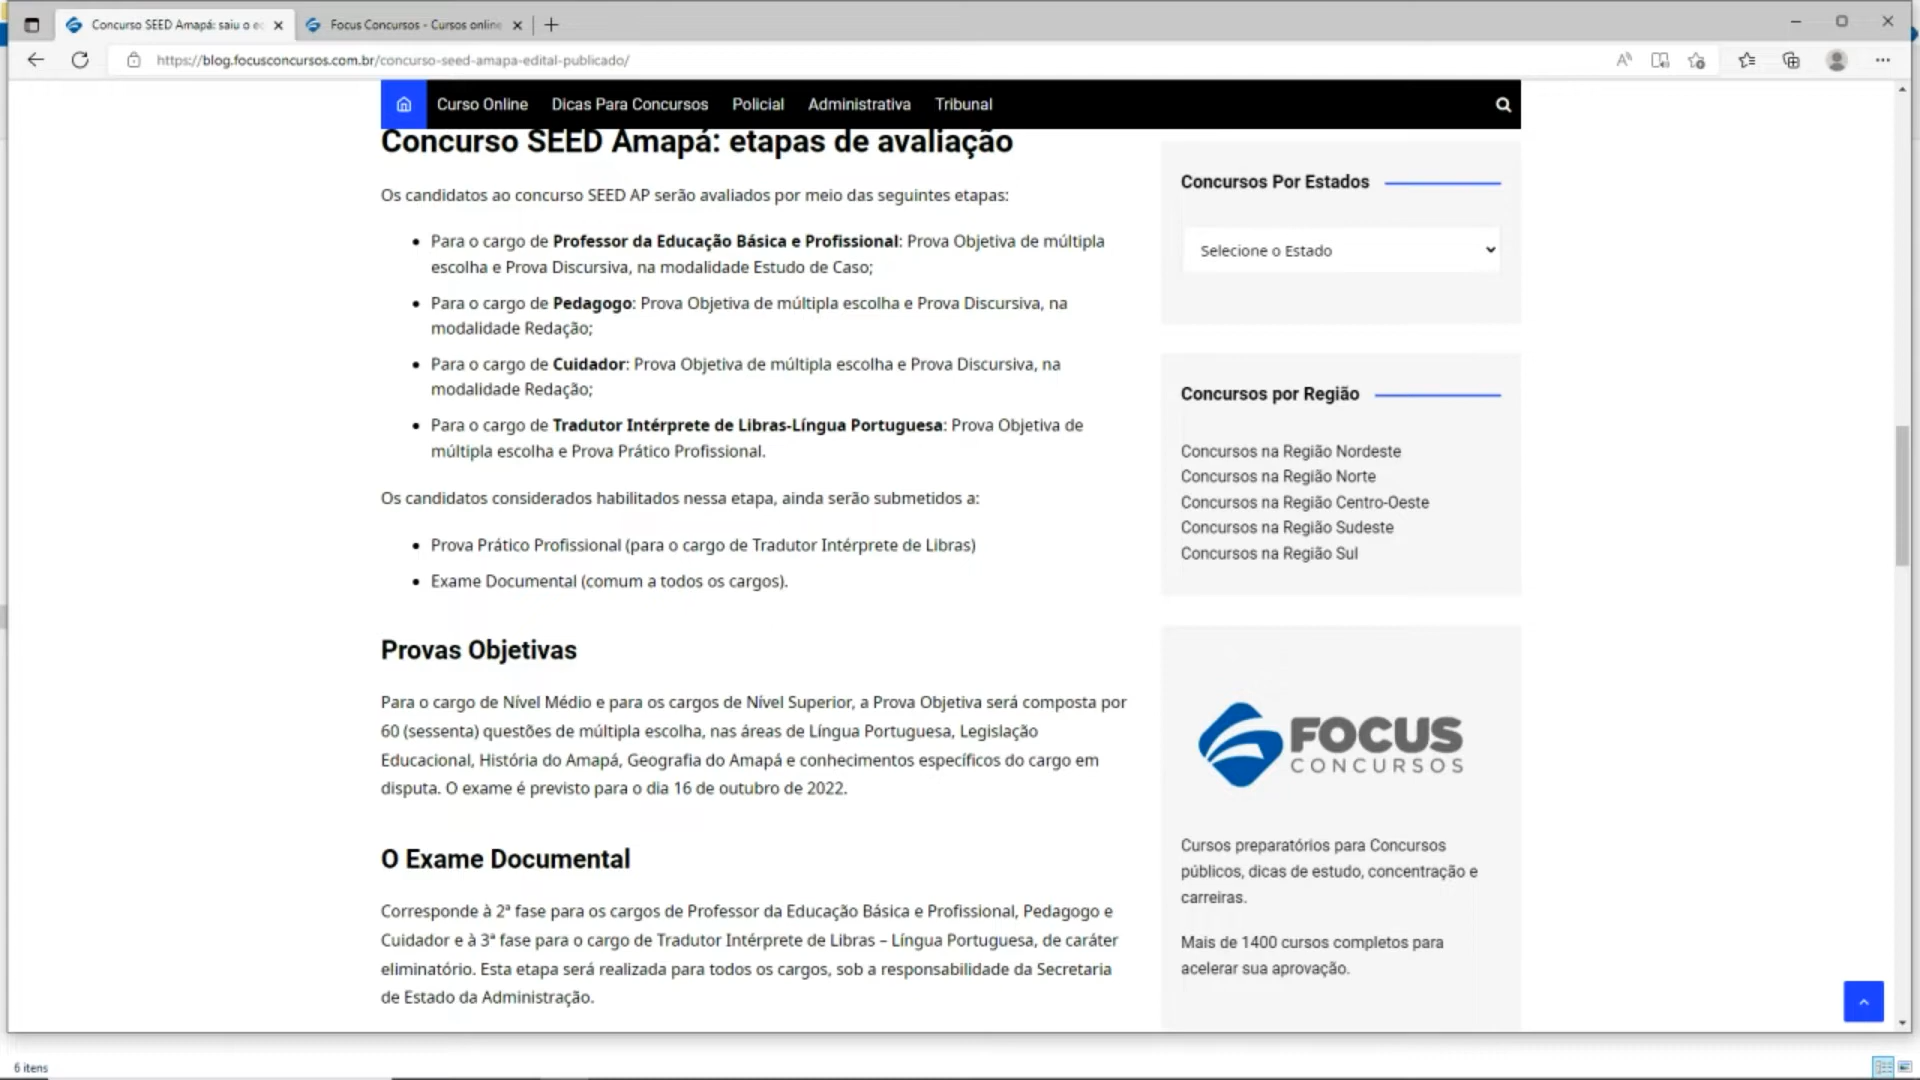 Concurso SEED Amapá: saiu o e
Focus Concursos - Cursos online
https://blog.focusconcursos.com.br/concurso-seed-amapa-edital-publicado/
Curso Online
Dicas Para Concursos
Policial
Administrativa
Tribunal
Concurso SEED Amapá: etapas de avaliação
Os candidatos ao concurso SEED AP serão avaliados por meio das seguintes etapas:
• Para o cargo de Professor da Educação Básica e Profissional: Prova Objetiva de múltipla
escolha e Prova Discursiva, na modalidade Estudo de Caso;
• Para o cargo de Pedagogo: Prova Objetiva de múltipla escolha e Prova Discursiva, na
modalidade Redação;
• Para o cargo de Cuidador: Prova Objetiva de múltipla escolha e Prova Discursiva, na
modalidade Redação;
• Para o cargo de Tradutor Intérprete de Libras-Língua Portuguesa: Prova Objetiva de
múltipla escolha e Prova Prático Profissional.
Os candidatos considerados habilitados nessa etapa, ainda serão submetidos a:
• Prova Prático Profissional (para o cargo de Tradutor Intérprete de Libras)
• Exame Documental (comum a todos os cargos).
Provas Objetivas
Para o cargo de Nível Médio e para os cargos de Nível Superior, a Prova Objetiva será composta por
60 (sessenta) questões de múltipla escolha, nas áreas de Língua Portuguesa, Legislação
Educacional, História do Amapá, Geografia do Amapá e conhecimentos específicos do cargo em
disputa. O exame é previsto para o dia 16 de outubro de 2022.
O Exame Documental
Corresponde à 2ª fase para os cargos de Professor da Educação Básica e Profissional, Pedagogo e
Cuidador e à 3ª fase para o cargo de Tradutor Intérprete de Libras – Língua Portuguesa, de caráter
eliminatório. Esta etapa será realizada para todos os cargos, sob a responsabilidade da Secretaria
de Estado da Administração.
Concursos Por Estados
Selecione o Estado
Concursos por Região
Concursos na Região Nordeste
Concursos na Região Norte
Concursos na Região Centro-Oeste
Concursos na Região Sudeste
Concursos na Região Sul
FOCUS
CONCURSOS
Cursos preparatórios para Concursos
públicos, dicas de estudo, concentração e
carreiras.
Mais de 1400 cursos completos para
acelerar sua aprovação.
6 itens